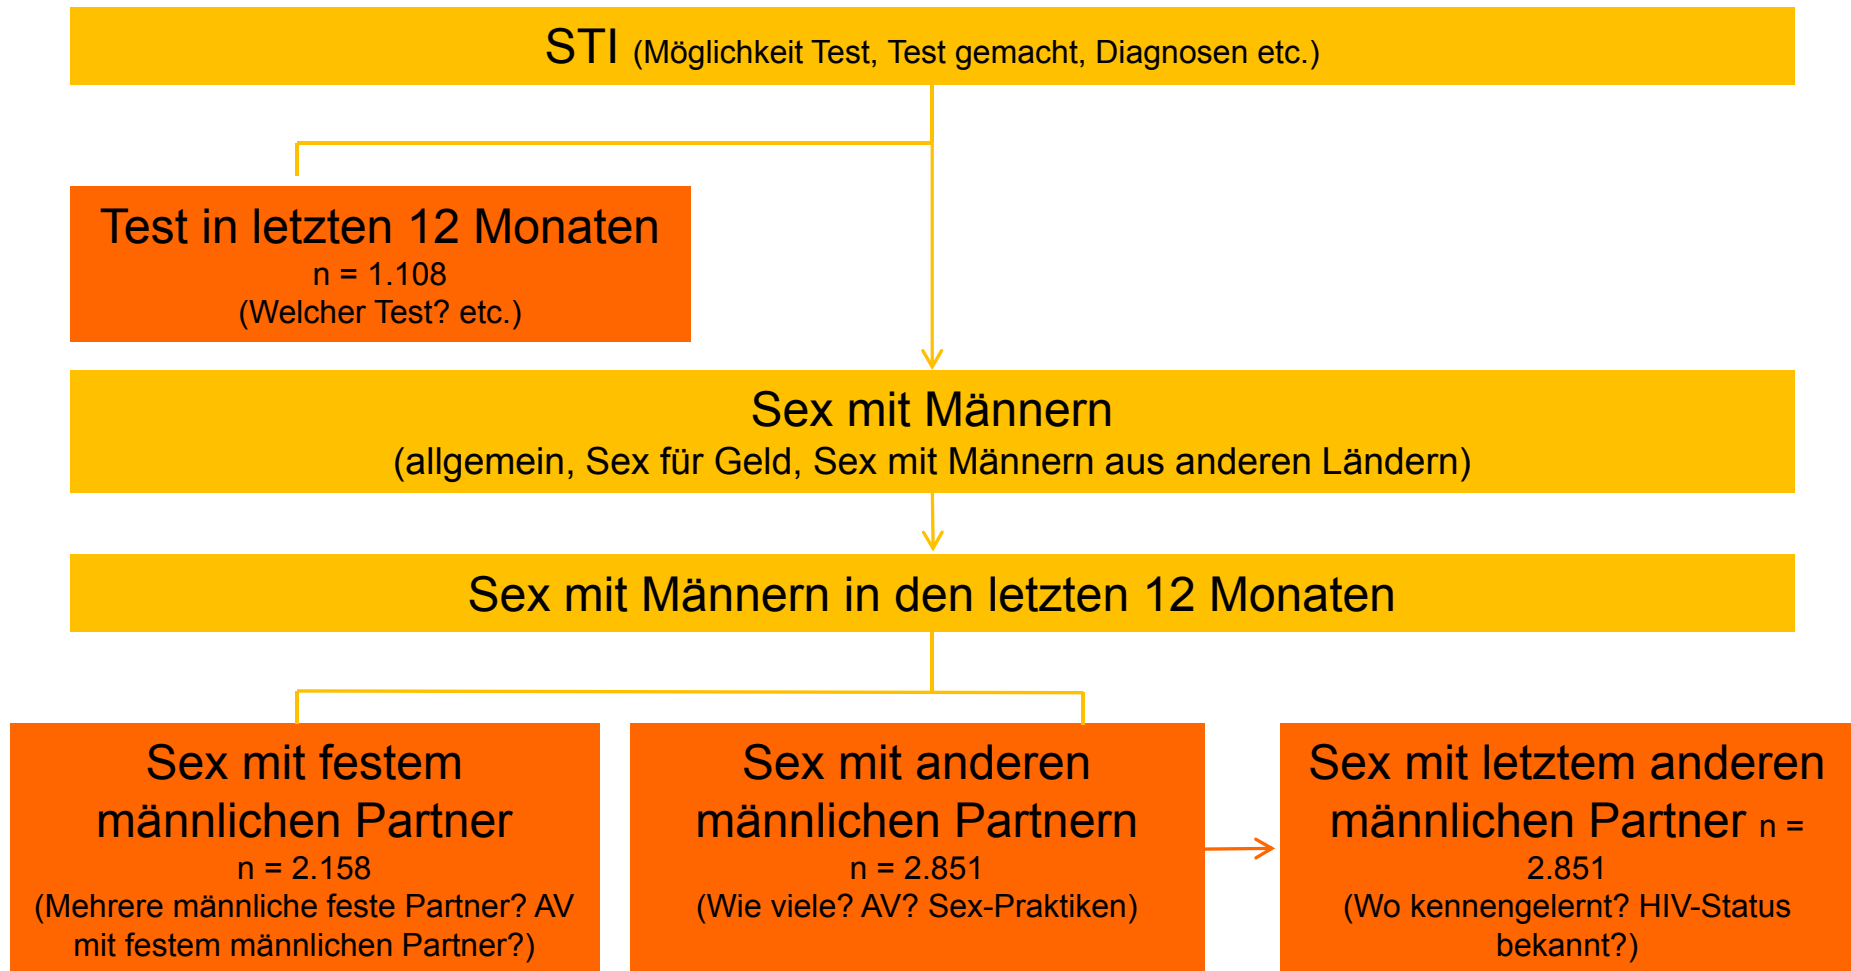 STI (Möglichkeit Test, Test gemacht, Diagnosen etc.)
Test in letzten 12 Monaten
n = 1.108
(Welcher Test? etc.)
Sex mit Männern
(allgemein, Sex für Geld, Sex mit Männern aus anderen Ländern)
Sex mit Männern in den letzten 12 Monaten
Sex mit festem
männlichen Partner
n = 2.158
(Mehrere männliche feste Partner? AV
mit festem männlichen Partner?)
Sex mit anderen
männlichen Partnern
n = 2.851
(Wie viele? AV? Sex-Praktiken)
Sex mit letztem anderen
männlichen Partner n =
2.851
(Wo kennengelernt? HIV-Status
bekannt?)